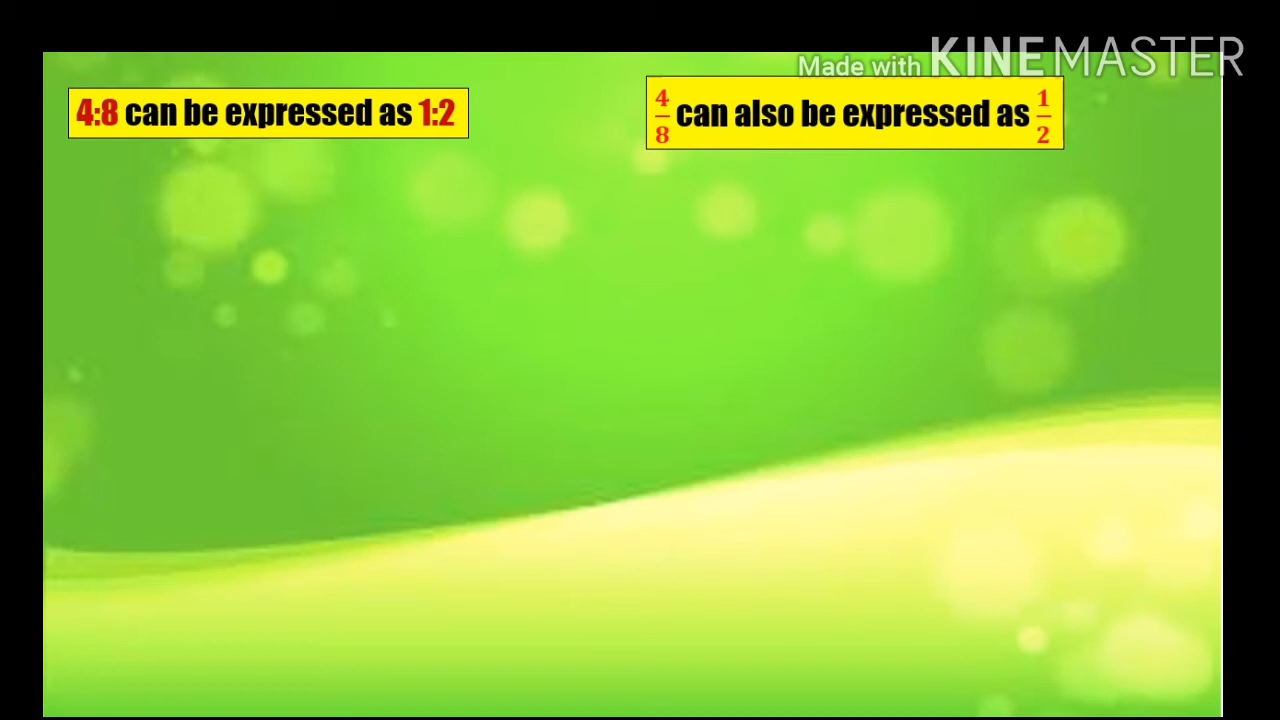 Made with KINEMASTER
4:8 can be expressed as 1:2
4/8 can also be expressed as 1/2